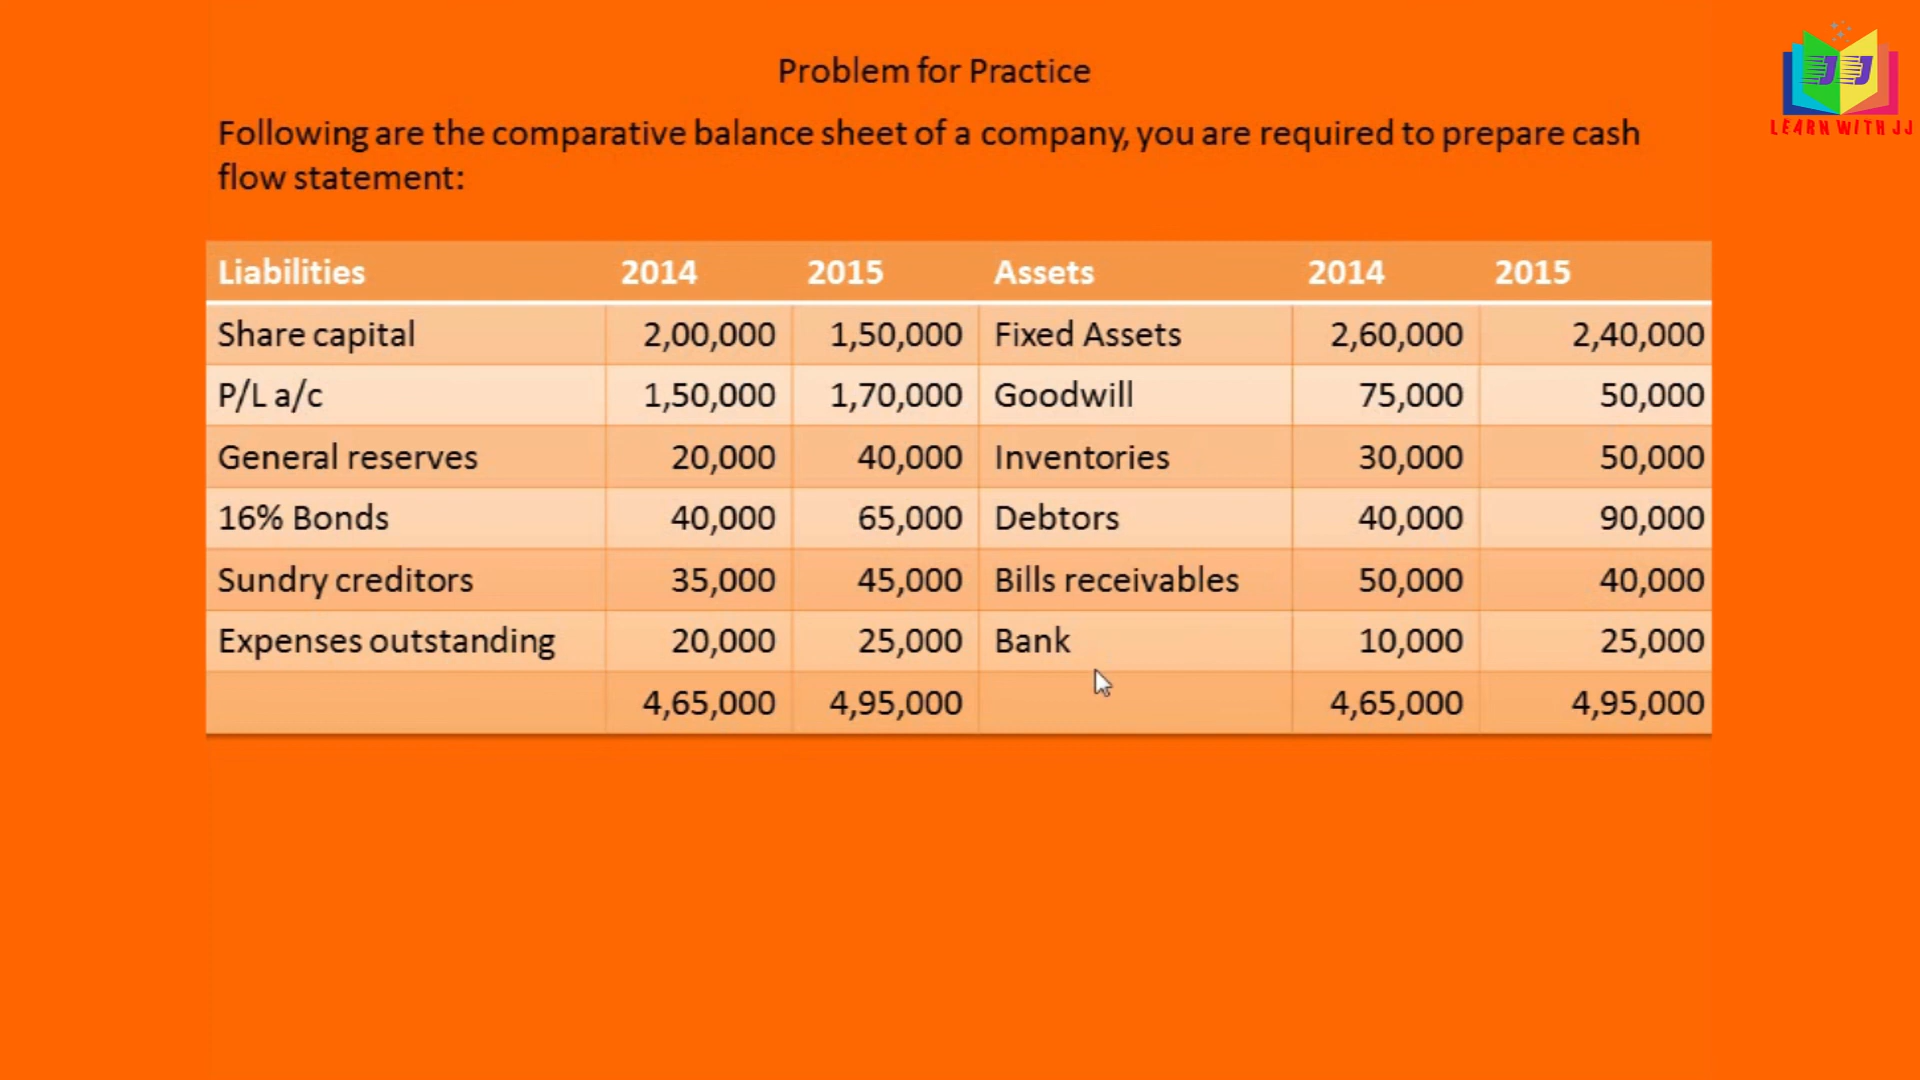 Problem for Practice
LEARN WITH JJ
Following are the comparative balance sheet of a company, you are required to prepare cash
flow statement:
Liabilities 2014 2015 Assets 2014 2015
Share capital 2,00,000 1,50,000 Fixed Assets 2,60,000 2,40,000
P/L a/c 1,50,000 1,70,000 Goodwill 75,000 50,000
General reserves 20,000 40,000 Inventories 30,000 50,000
16% Bonds 40,000 65,000 Debtors 40,000 90,000
Sundry creditors 35,000 45,000 Bills receivables 50,000 40,000
Expenses outstanding 20,000 25,000 Bank 10,000 25,000
4,65,000 4,95,000 4,65,000 4,95,000